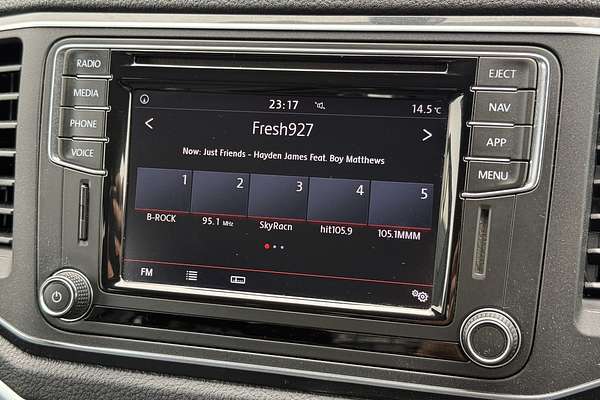 RADIO
MEDIA
PHONE
VOICE
EJECT
NAV
APP
MENU
23:17
14.5 °C
<
Fresh927
>
Now: Just Friends - Hayden James Feat. Boy Matthews
1 2 3 4 5
B-ROCK 95.1 MHz SkyRacn hit105.9 105.1MMM
FM